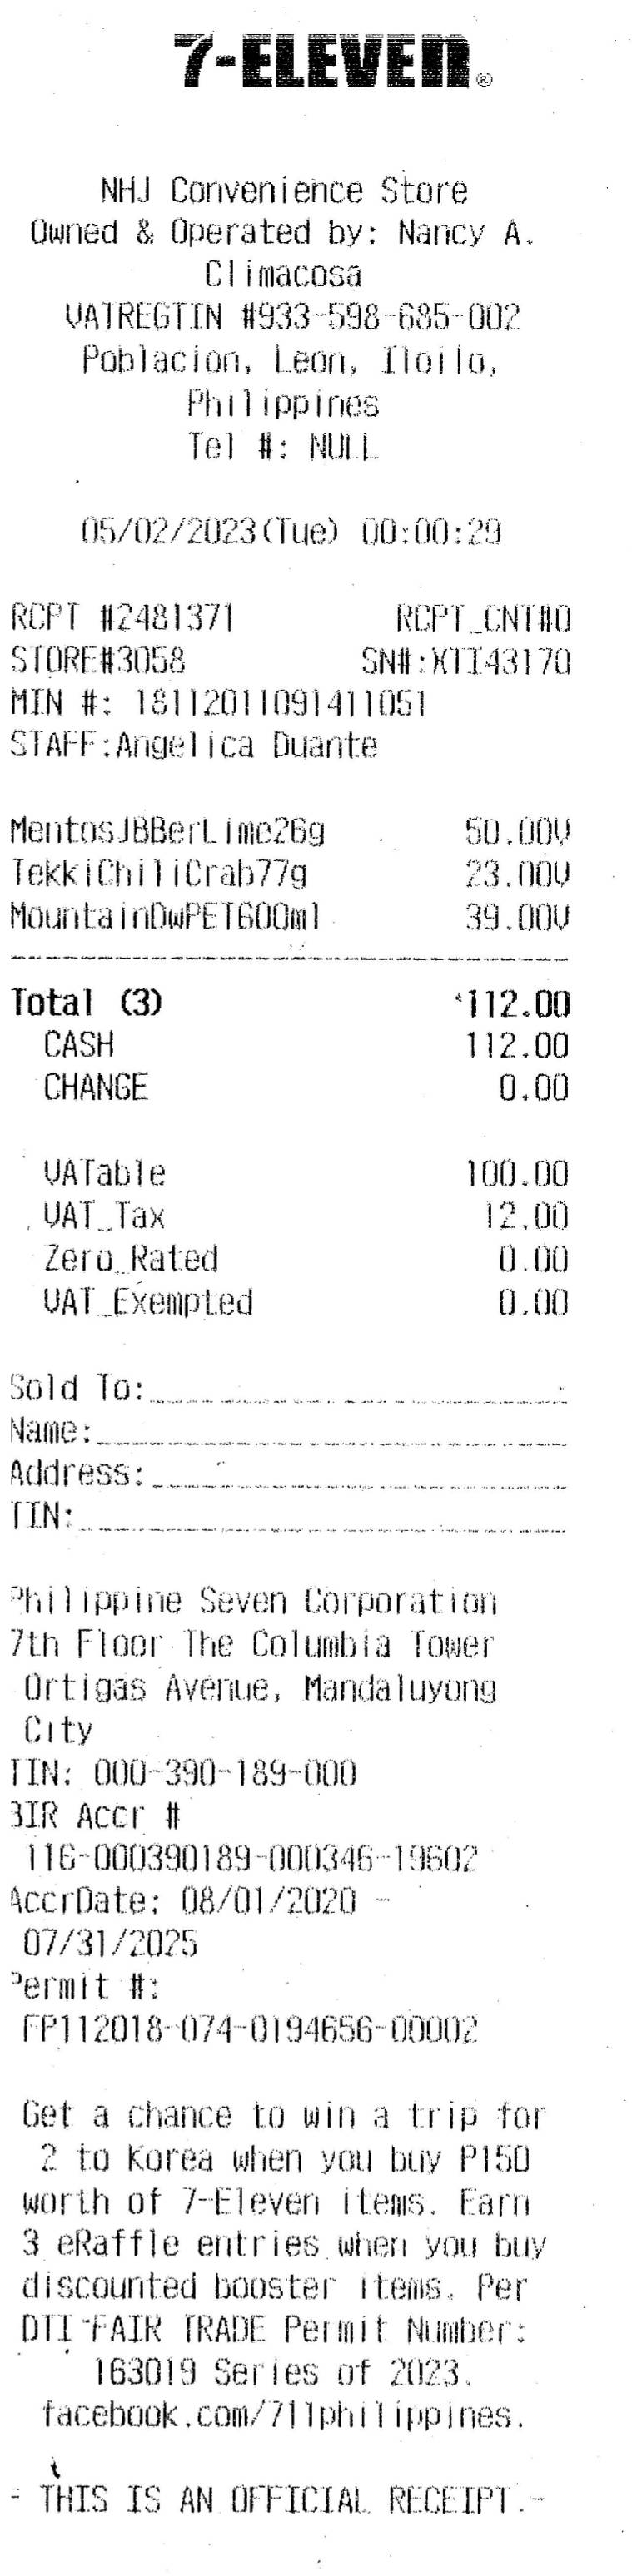 7-ELEVEn®
NHJ Convenience Store
Owned & Operated by: Nancy A.
Climacosa
VATREGTIN #933-598-685-002
Poblacion, Leon, Iloilo,
Philippines
Tel #: NULL
05/02/2023(Tue) 00:00:29
RCPT #2481371 RCPT_CNT#0
STORE#3058 SN#:XTI43170
MIN #: 18112011091411051
STAFF:Angelica Duante
MentosJBBerLime26g 50.00V
TekkiChiliCrab77g 23.00V
MountainDwPET600ml 39.00V
Total (3) 112.00
CASH 112.00
CHANGE 0.00
VATable 100.00
VAT_Tax 12.00
Zero_Rated 0.00
VAT_Exempted 0.00
Sold To:
Name:
Address:
TIN:
Philippine Seven Corporation
7th Floor The Columbia Tower
Ortigas Avenue, Mandaluyong
City
TIN: 000-390-189-000
BIR Accr #
116-000390189-000346-19602
AccrDate: 08/01/2020 -
07/31/2025
Permit #:
FP112018-074-0194656-00002
Get a chance to win a trip for
2 to Korea when you buy P150
worth of 7-Eleven items. Earn
3 eRaffle entries when you buy
discounted booster items. Per
DTI FAIR TRADE Permit Number:
163019 Series of 2023.
facebook.com/711philippines.
- THIS IS AN OFFICIAL RECEIPT.-